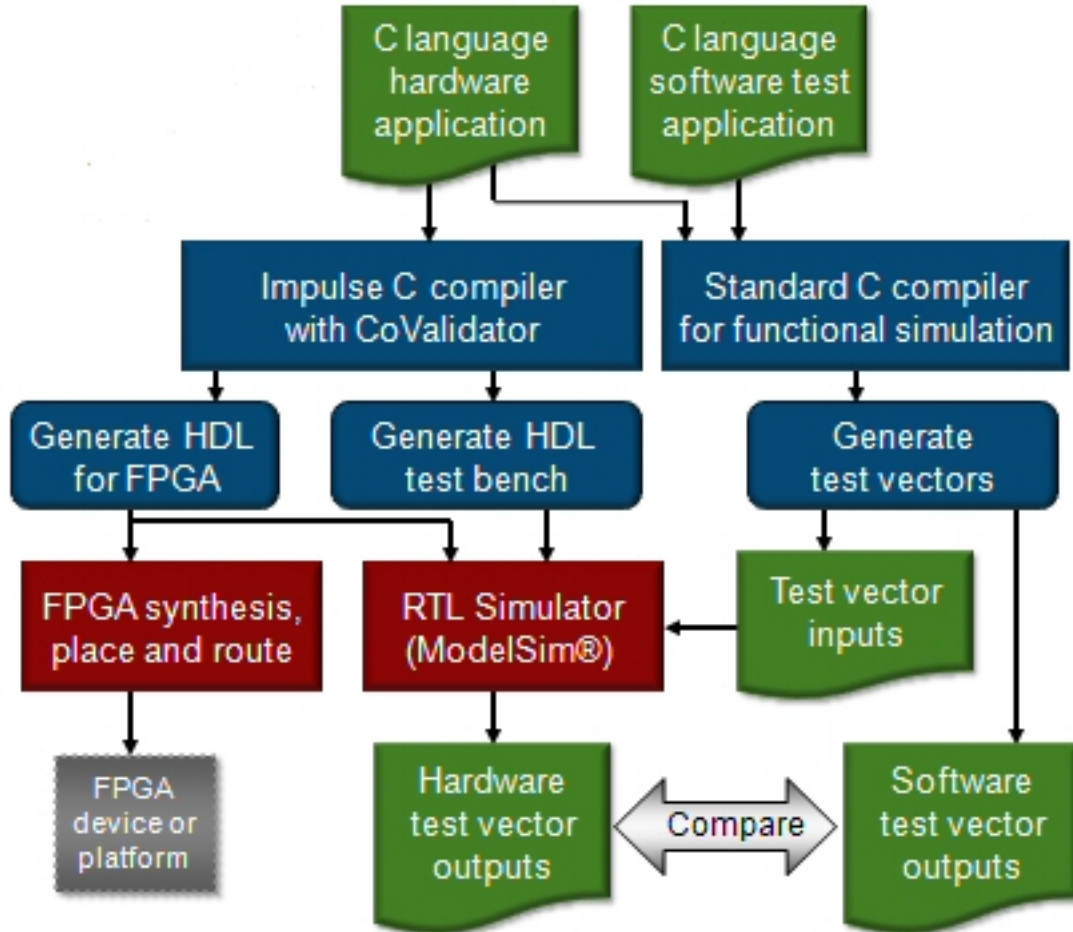 C language
hardware
application
C language
software test
application
Impulse C compiler
with CoValidator
Standard C compiler
for functional simulation
Generate HDL
for FPGA
Generate HDL
test bench
Generate
test vectors
FPGA synthesis,
place and route
RTL Simulator
(ModelSim®)
Test vector
inputs
FPGA
device or
platform
Hardware
test vector
outputs
Compare
Software
test vector
outputs